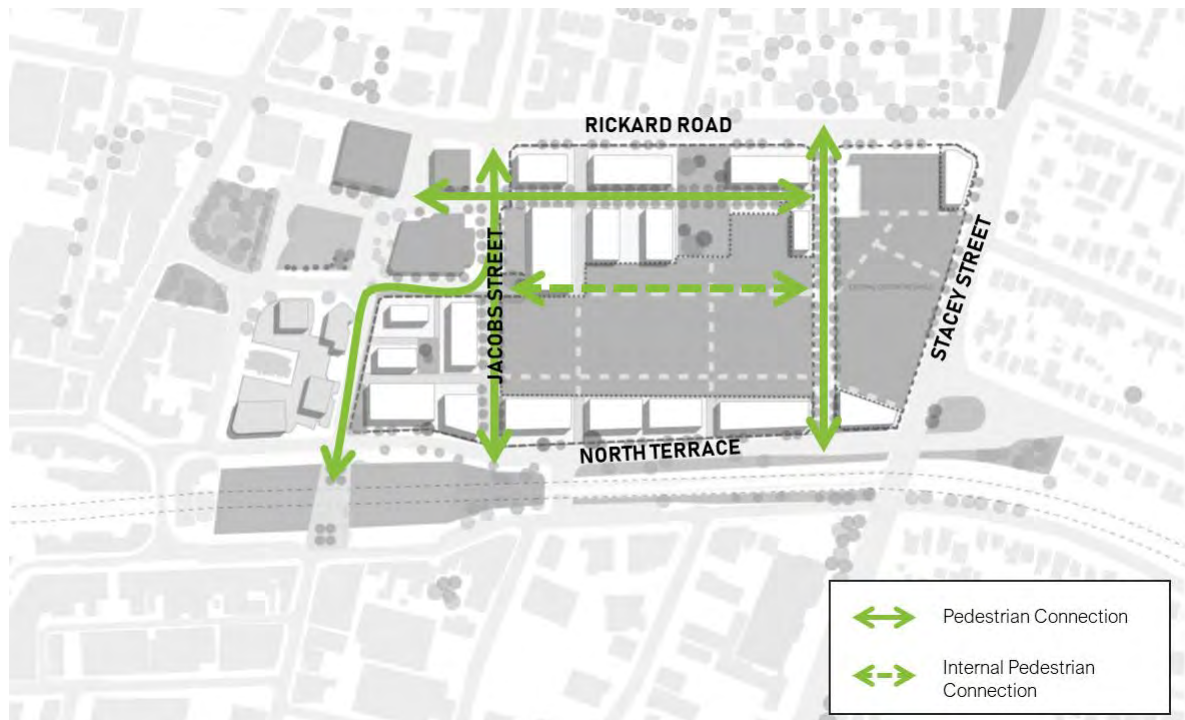 RICKARD ROAD
JACOBS STREET
STACEY STREET
NORTH TERRACE
Pedestrian Connection
Internal Pedestrian
Connection